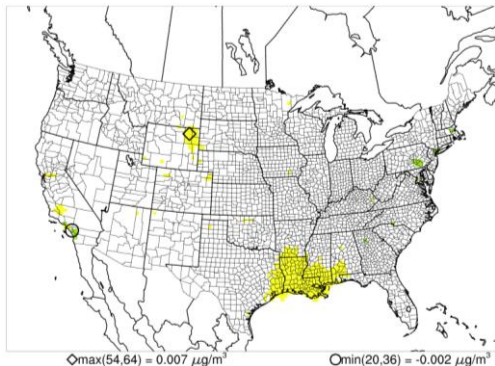 ◇max(54,64) = 0.007 μg/m³ ○min(20,36) = -0.002 μg/m³